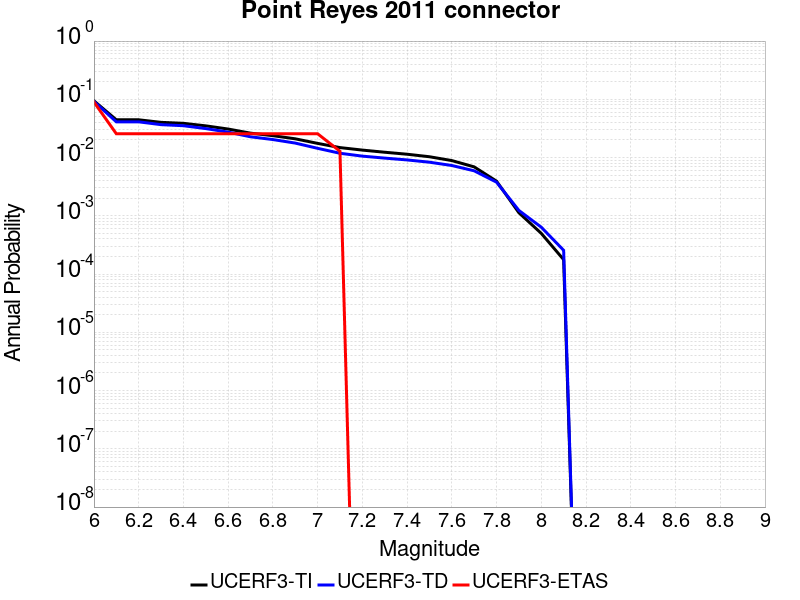 Point Reyes 2011 connector
10^0
10^-1
10^-2
10^-3
10^-4
10^-5
10^-6
10^-7
10^-8
Annual Probability
6 6.2 6.4 6.6 6.8 7 7.2 7.4 7.6 7.8 8 8.2 8.4 8.6 8.8 9
Magnitude
UCERF3-TI UCERF3-TD UCERF3-ETAS